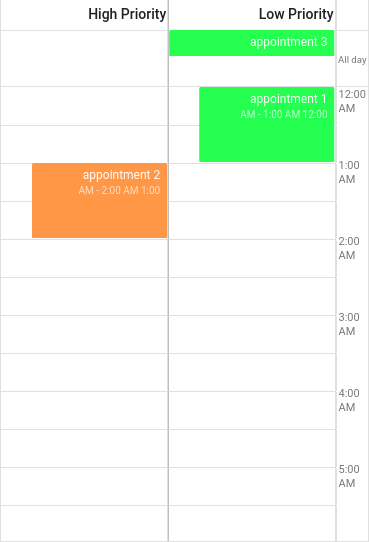 High Priority
Low Priority
appointment 3
All day
appointment 1
AM - 1:00 AM 12:00
12:00
AM
appointment 2
AM - 2:00 AM 1:00
1:00
AM
2:00
AM
3:00
AM
4:00
AM
5:00
AM